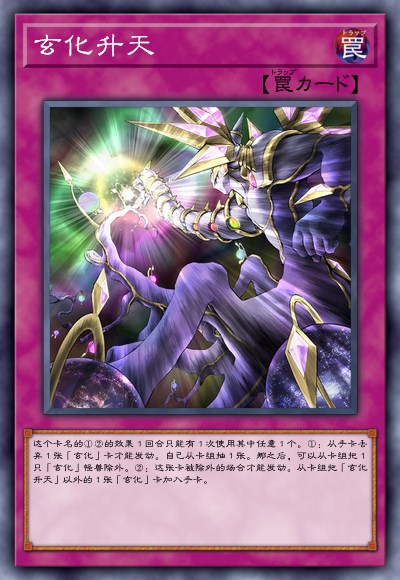 玄化升天
トラップ
罠
トラップ
【罠カード】
这个卡名的①②的效果1回合只能有1次使用其中任意1个。①：从手卡丢
弃1张「玄化」卡才能发动。自己从卡组抽1张。那之后，可以从卡组把1
只「玄化」怪兽除外。②：这张卡被除外的场合才能发动。从卡组把「玄化
升天」以外的1张「玄化」卡加入手卡。